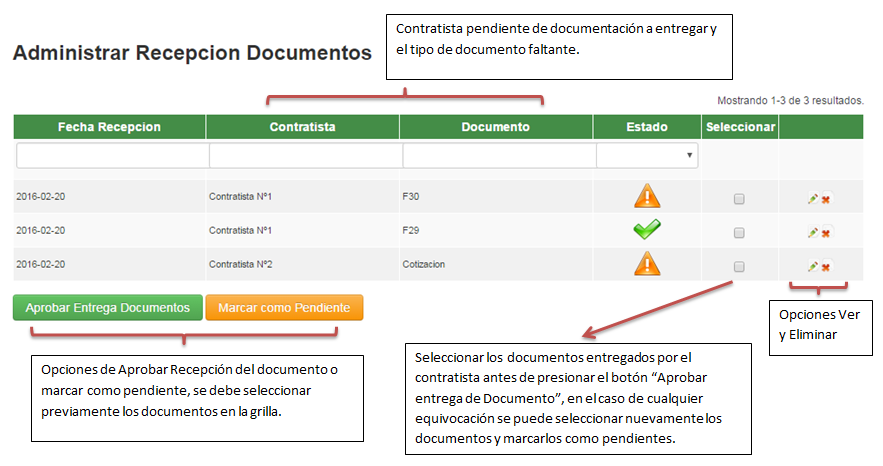 Contratista pendiente de documentación a entregar y
el tipo de documento faltante.
Administrar Recepcion Documentos
Mostrando 1-3 de 3 resultados.
Fecha Recepcion Contratista Documento Estado Seleccionar
2016-02-20 Contratista Nº1 F30
2016-02-20 Contratista Nº1 F29
2016-02-20 Contratista Nº2 Cotizacion
Aprobar Entrega Documentos Marcar como Pendiente
Opciones Ver
y Eliminar
Opciones de Aprobar Recepción del documento o
marcar como pendiente, se debe seleccionar
previamente los documentos en la grilla.
Seleccionar los documentos entregados por el
contratista antes de presionar el botón “Aprobar
entrega de Documento”, en el caso de cualquier
equivocación se puede seleccionar nuevamente los
documentos y marcarlos como pendientes.